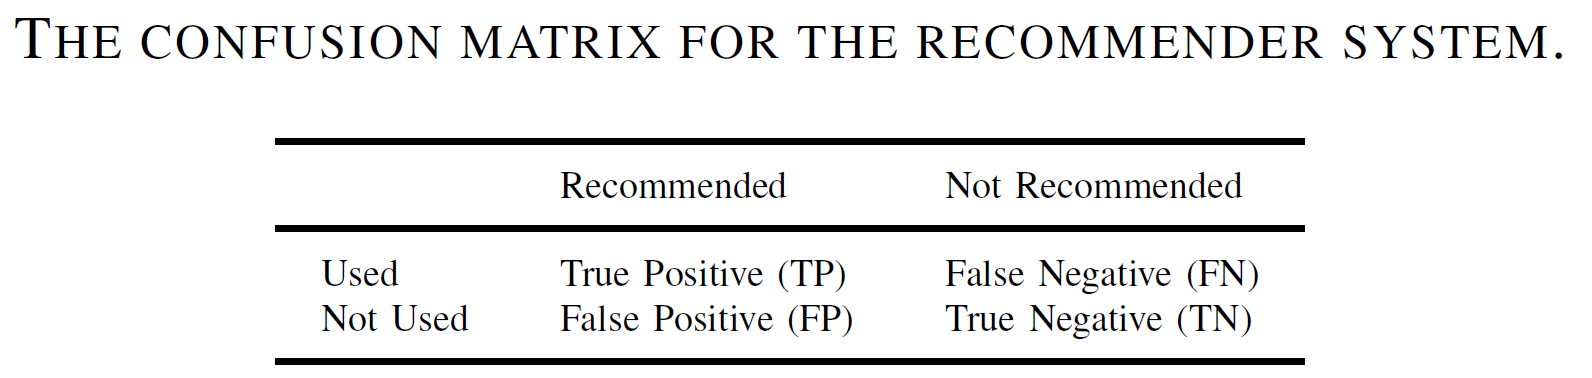 THE CONFUSION MATRIX FOR THE RECOMMENDER SYSTEM.
Recommended Not Recommended
Used True Positive (TP) False Negative (FN)
Not Used False Positive (FP) True Negative (TN)